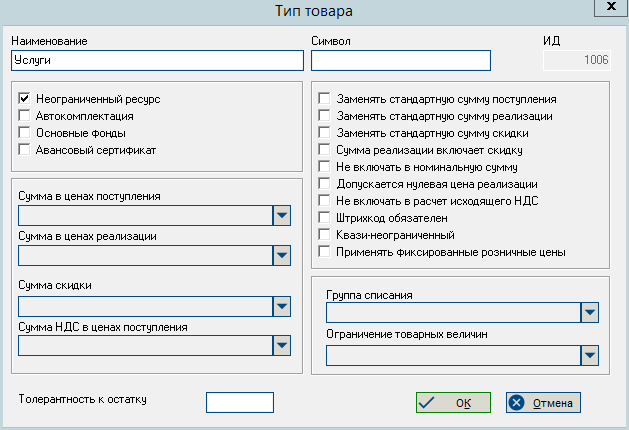 Тип товара
x
Наименование
Символ
ИД
Услуги
1006
Неограниченный ресурс
Автокомплектация
Основные фонды
Авансовый сертификат
Заменять стандартную сумму поступления
Заменять стандартную сумму реализации
Заменять стандартную сумму скидки
Сумма реализации включает скидку
Не включать в номинальную сумму
Допускается нулевая цена реализации
Не включать в расчет исходящего НДС
Штрихкод обязателен
Квази-неограниченный
Применять фиксированные розничные цены
Сумма в ценах поступления
Сумма в ценах реализации
Сумма скидки
Сумма НДС в ценах поступления
Группа списания
Ограничение товарных величин
Толерантность к остатку
ОК
Отмена